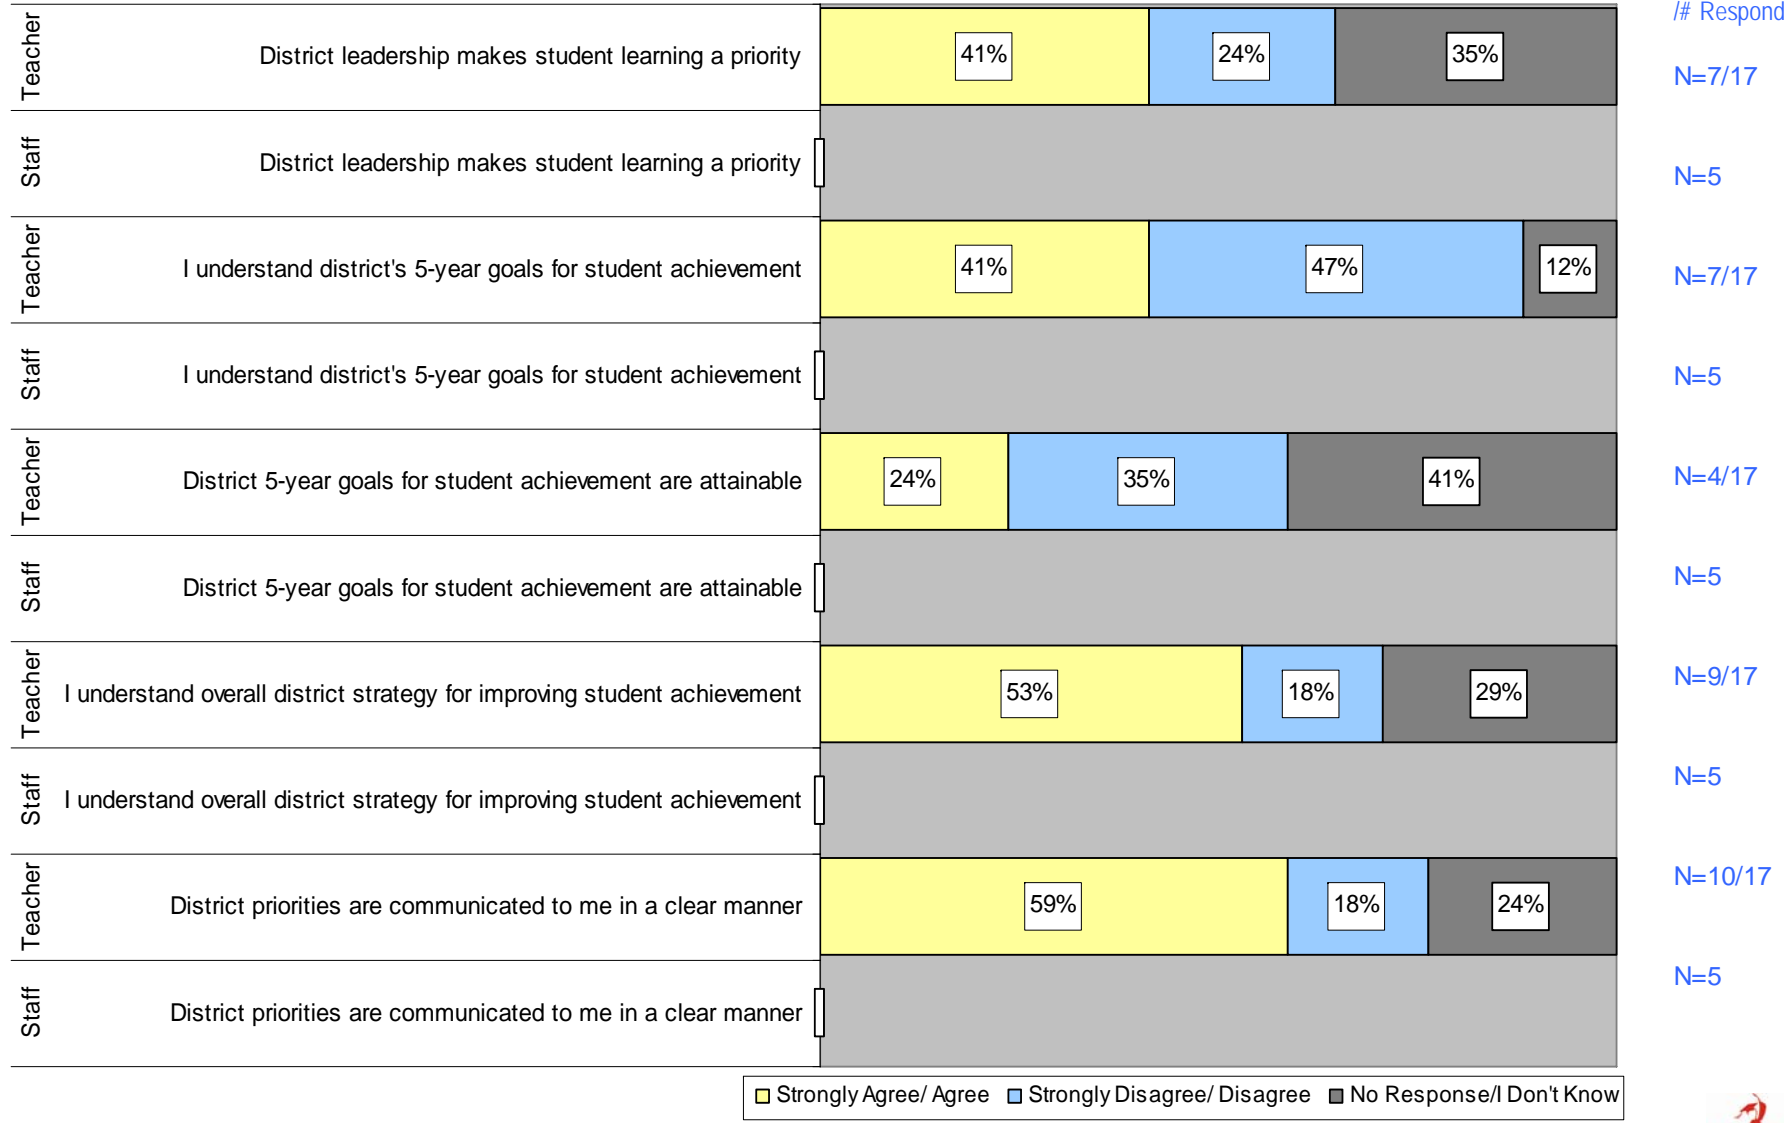 /# Respond
Teacher
District leadership makes student learning a priority
41%
24%
35%
N=7/17
Staff
District leadership makes student learning a priority
N=5
Teacher
I understand district's 5-year goals for student achievement
41%
47%
12%
N=7/17
Staff
I understand district's 5-year goals for student achievement
N=5
Teacher
District 5-year goals for student achievement are attainable
24%
35%
41%
N=4/17
Staff
District 5-year goals for student achievement are attainable
N=5
Teacher
I understand overall district strategy for improving student achievement
53%
18%
29%
N=9/17
Staff
I understand overall district strategy for improving student achievement
N=5
Teacher
District priorities are communicated to me in a clear manner
59%
18%
24%
N=10/17
Staff
District priorities are communicated to me in a clear manner
N=5
Strongly Agree/ Agree
Strongly Disagree/ Disagree
No Response/I Don't Know